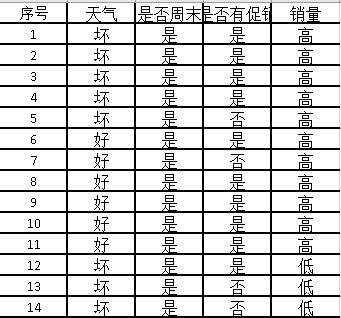 序号 天气 是否周末 是否有促销 销量
1 坏 是 是 高
2 坏 是 是 高
3 坏 是 是 高
4 坏 是 是 高
5 坏 是 否 高
6 好 是 是 高
7 好 是 否 高
8 好 是 是 高
9 好 是 是 高
10 好 是 是 高
11 好 是 是 高
12 坏 是 是 低
13 坏 是 否 低
14 坏 是 否 低